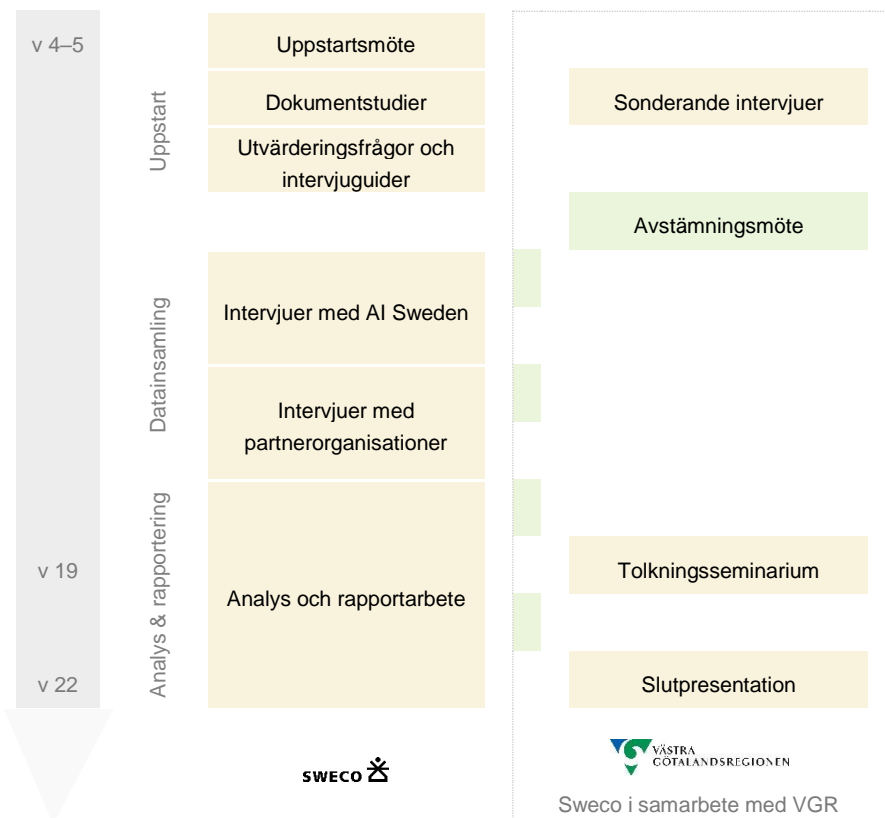 v 4–5
Uppstartsmöte
Uppstart
Dokumentstudier
Sonderande intervjuer
Utvärderingsfrågor och
intervjuguider
Avstämningsmöte
Datainsamling
Intervjuer med AI Sweden
Intervjuer med
partnerorganisationer
Analys & rapportering
v 19
Analys och rapportarbete
Tolkningsseminarium
v 22
Slutpresentation
SWECO
VÄSTRA
GÖTALANDSREGIONEN
Sweco i samarbete med VGR